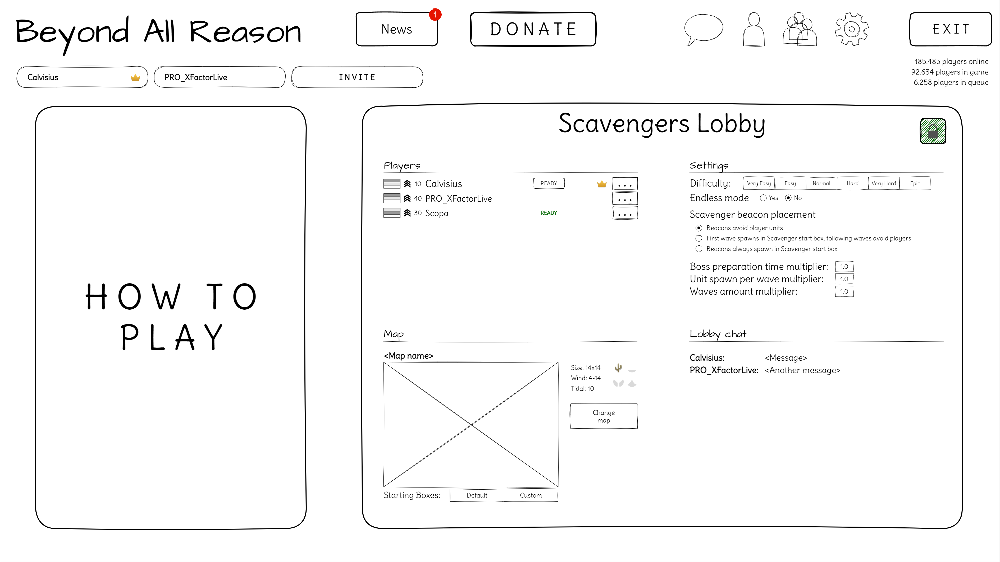 Beyond All Reason
News
1
DONATE
EXIT
185.485 players online
92.634 players in game
6.258 players in queue
Calvisius
PRO_XFactorLive
INVITE
HOW TO
PLAY
Scavengers Lobby
Players
10 Calvisius READY ...
40 PRO_XFactorLive ...
30 Scopa READY ...
Settings
Difficulty: Very Easy Easy Normal Hard Very Hard Epic
Endless mode Yes No
Scavenger beacon placement
Beacons avoid player units
First wave spawns in Scavenger start box, following waves avoid players
Beacons always spawn in Scavenger start box
Boss preparation time multiplier: 1.0
Unit spawn per wave multiplier: 1.0
Waves amount multiplier: 1.0
Map
<Map name>
Size: 14x14
Wind: 4-14
Tidal: 10
Change
map
Starting Boxes: Default Custom
Lobby chat
Calvisius: <Message>
PRO_XFactorLive: <Another message>